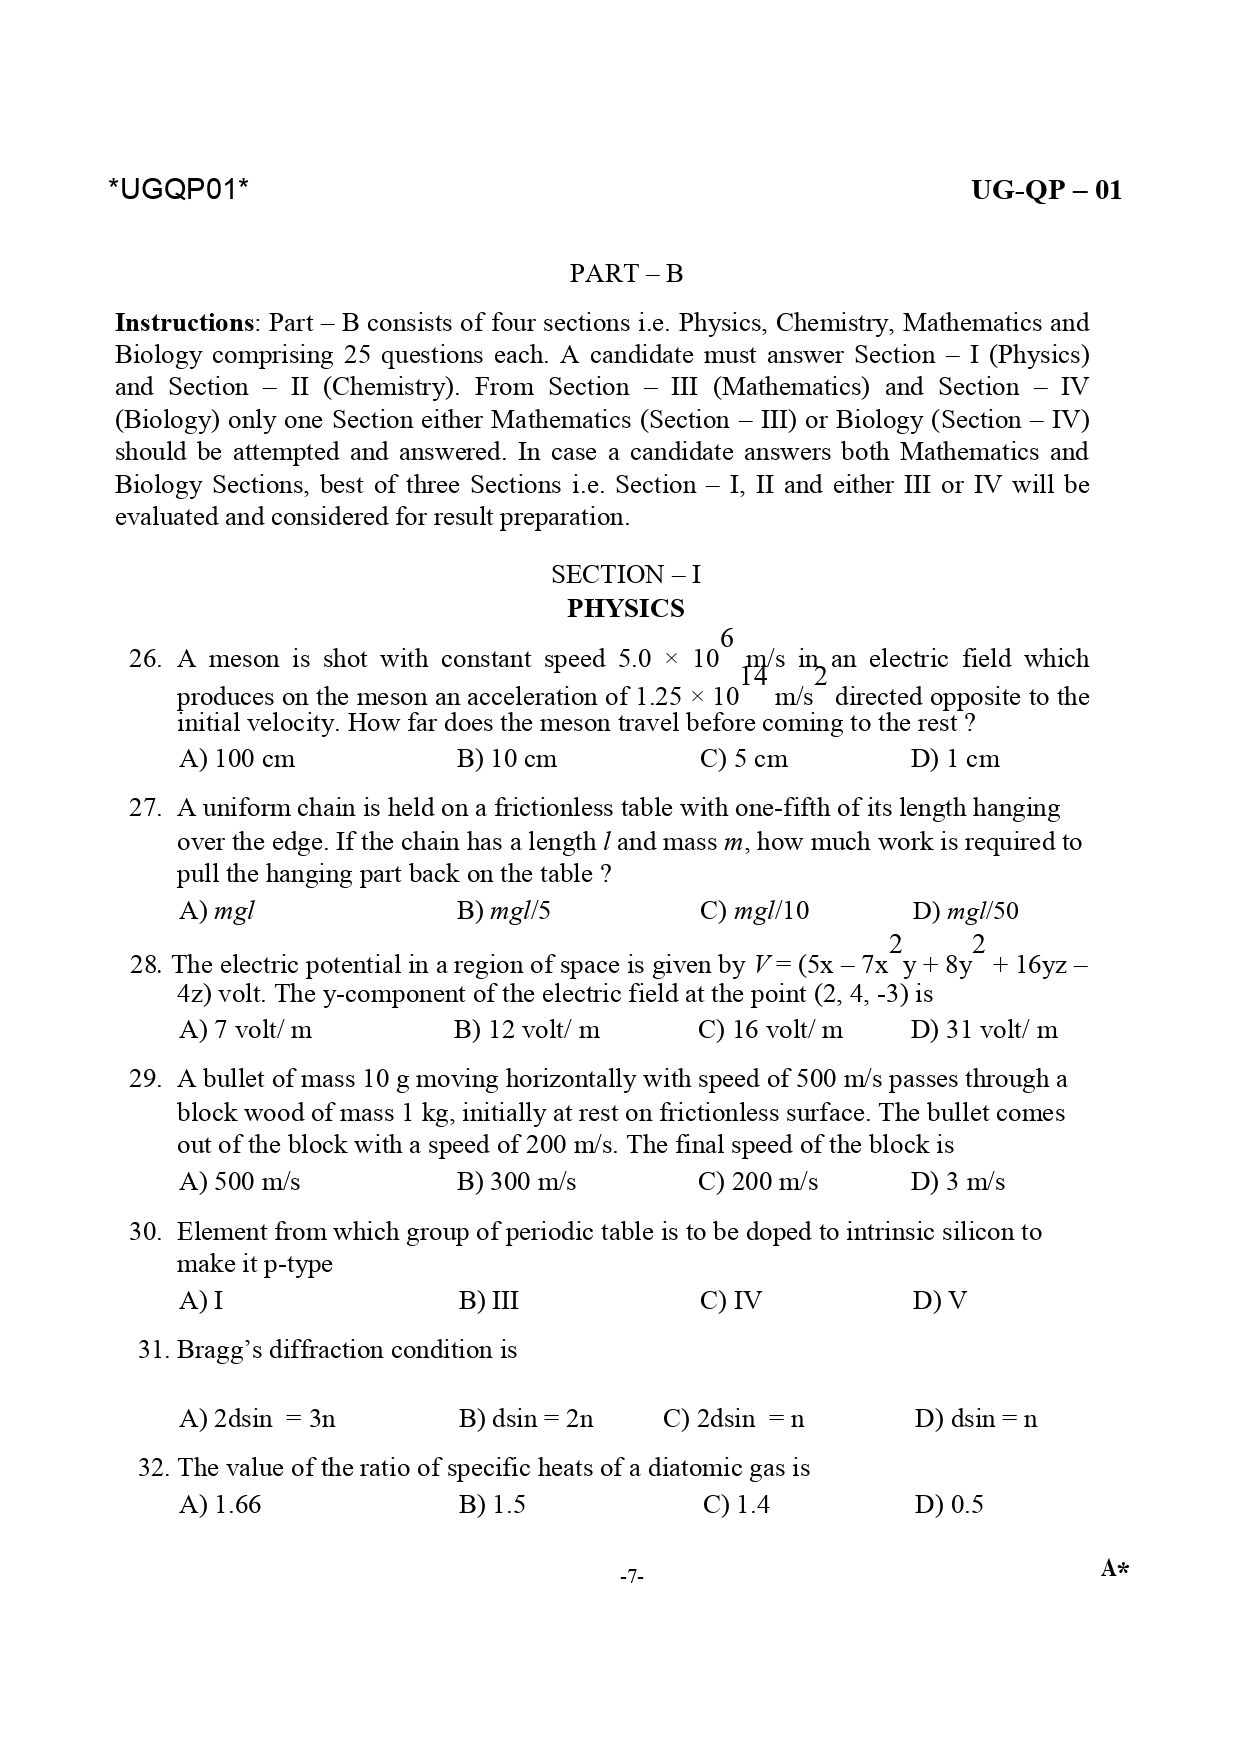 *UGQP01* UG-QP – 01
PART – B
Instructions: Part – B consists of four sections i.e. Physics, Chemistry, Mathematics and
Biology comprising 25 questions each. A candidate must answer Section – I (Physics)
and Section – II (Chemistry). From Section – III (Mathematics) and Section – IV
(Biology) only one Section either Mathematics (Section – III) or Biology (Section – IV)
should be attempted and answered. In case a candidate answers both Mathematics and
Biology Sections, best of three Sections i.e. Section – I, II and either III or IV will be
evaluated and considered for result preparation.
SECTION – I
PHYSICS
26. A meson is shot with constant speed 5.0 × 10^6 m/s in an electric field which
produces on the meson an acceleration of 1.25 × 10^14 m/s^2 directed opposite to the
initial velocity. How far does the meson travel before coming to the rest ?
A) 100 cm B) 10 cm C) 5 cm D) 1 cm
27. A uniform chain is held on a frictionless table with one-fifth of its length hanging
over the edge. If the chain has a length l and mass m, how much work is required to
pull the hanging part back on the table ?
A) mgl B) mgl/5 C) mgl/10 D) mgl/50
28. The electric potential in a region of space is given by V = (5x – 7x^2y + 8y^2 + 16yz –
4z) volt. The y-component of the electric field at the point (2, 4, -3) is
A) 7 volt/ m B) 12 volt/ m C) 16 volt/ m D) 31 volt/ m
29. A bullet of mass 10 g moving horizontally with speed of 500 m/s passes through a
block wood of mass 1 kg, initially at rest on frictionless surface. The bullet comes
out of the block with a speed of 200 m/s. The final speed of the block is
A) 500 m/s B) 300 m/s C) 200 m/s D) 3 m/s
30. Element from which group of periodic table is to be doped to intrinsic silicon to
make it p-type
A) I B) III C) IV D) V
31. Bragg’s diffraction condition is
A) 2dsin = 3n B) dsin = 2n C) 2dsin = n D) dsin = n
32. The value of the ratio of specific heats of a diatomic gas is
A) 1.66 B) 1.5 C) 1.4 D) 0.5
-7- A*